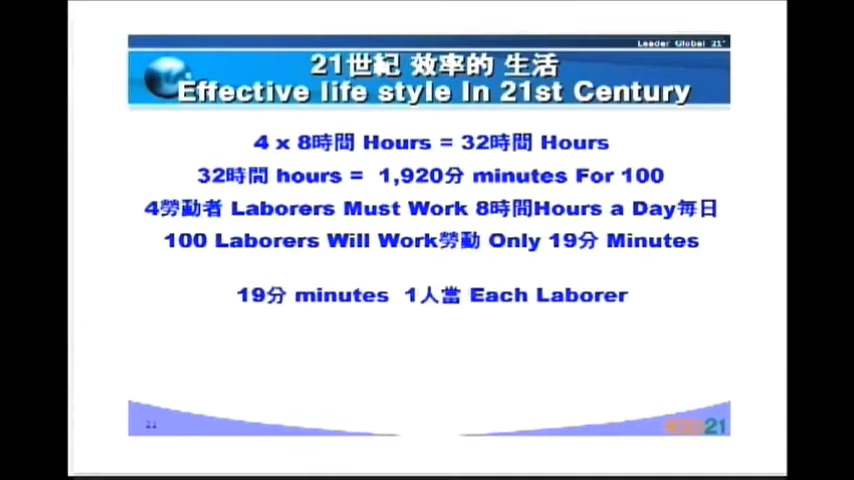 Leader Global 21"
21世紀 效率的 生活
Effective life style In 21st Century
4 x 8時間 Hours = 32時間 Hours
32時間 hours = 1,920分 minutes For 100
4勞動者 Laborers Must Work 8時間Hours a Day毎日
100 Laborers Will Work勞動 Only 19分 Minutes
19分 minutes 1人當 Each Laborer
21